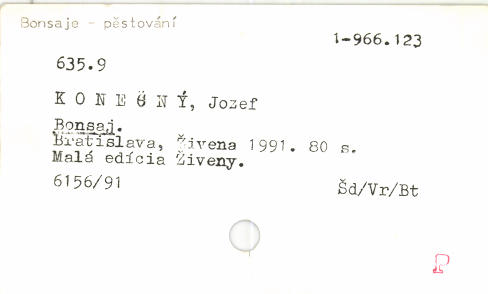 Bonsaje - pěstování
1-966.123
635.9
K O N E Č N Ý, Jozef
Bonsaj.
Bratislava, Živena 1991. 80 s.
Malá edícia Živeny.
6156/91
Šd/Vr/Bt
P